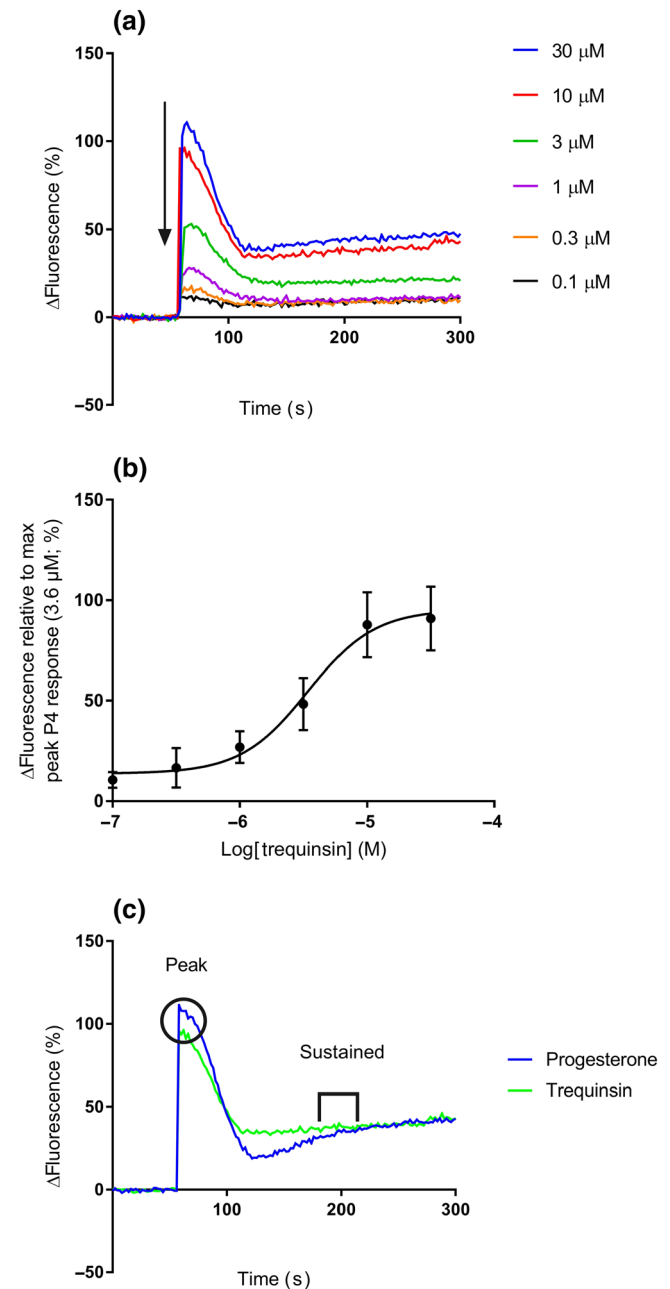 (a)
150
100
50
0
–50
ΔFluorescence (%)
100
200
300
Time (s)
30 μM
10 μM
3 μM
1 μM
0.3 μM
0.1 μM
(b)
150
100
50
0
ΔFluorescence relative to max
peak P4 response (3.6 μM; %)
–7
–6
–5
–4
Log[trequinsin] (M)
(c)
150
100
50
0
–50
ΔFluorescence (%)
Peak
Sustained
100
200
300
Time (s)
Progesterone
Trequinsin